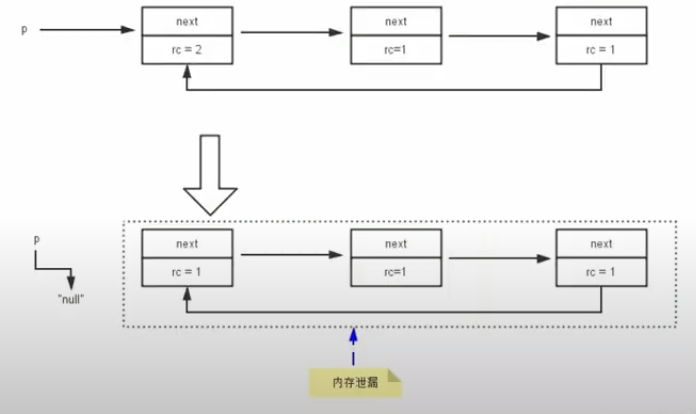 p
next
next
next
rc = 2
rc=1
rc = 1
p
next
next
next
rc = 1
rc=1
rc = 1
"null"
内存泄漏